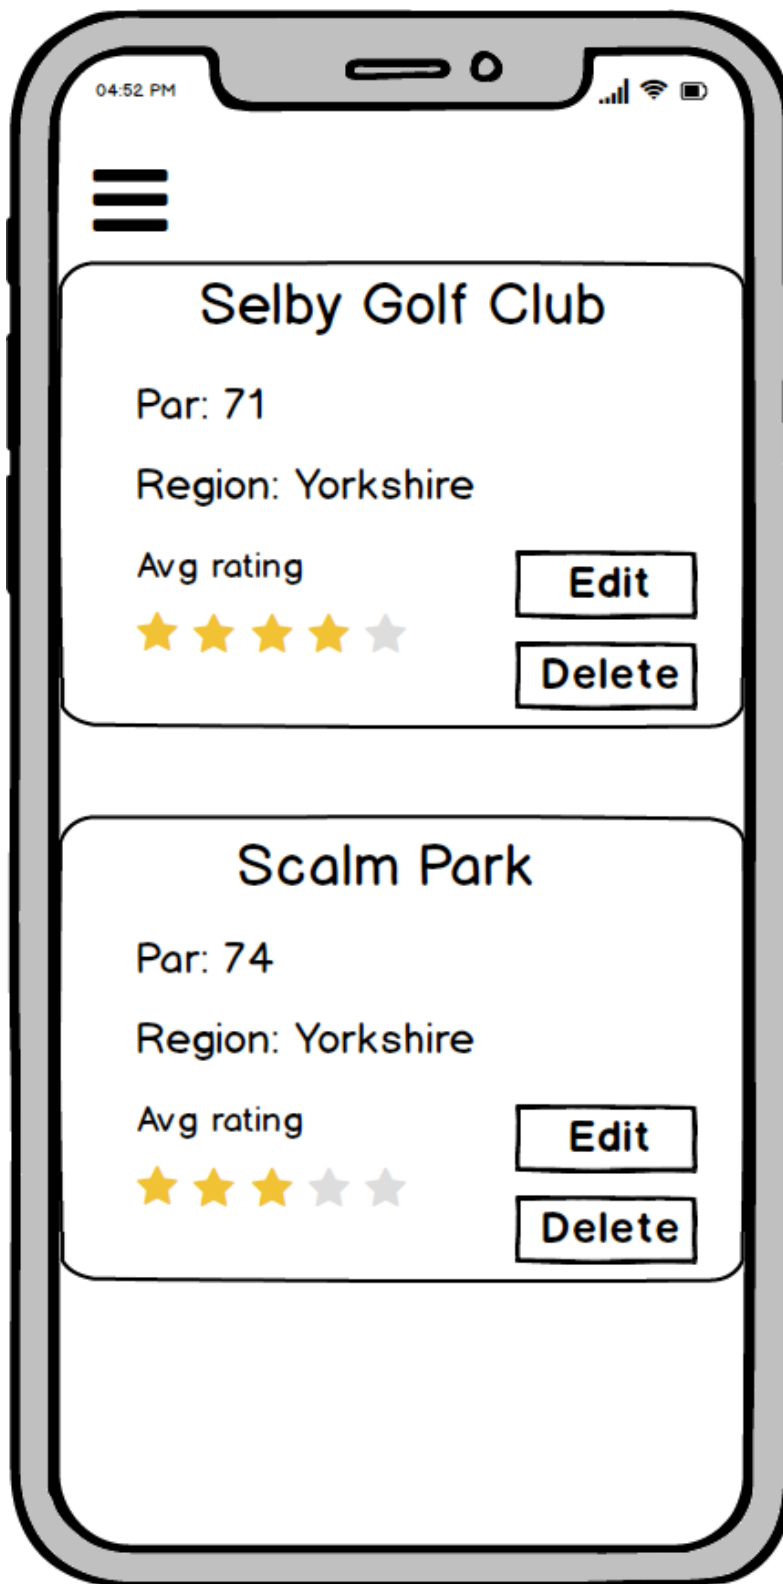 04:52 PM
Selby Golf Club
Par: 71
Region: Yorkshire
Avg rating
Edit
Delete
Scalm Park
Par: 74
Region: Yorkshire
Avg rating
Edit
Delete